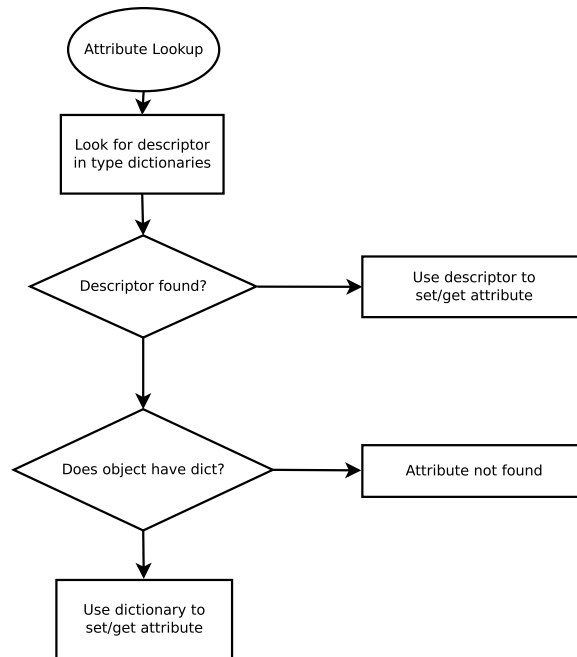 Attribute Lookup
Look for descriptor
in type dictionaries
Descriptor found?
Use descriptor to
set/get attribute
Does object have dict?
Attribute not found
Use dictionary to
set/get attribute